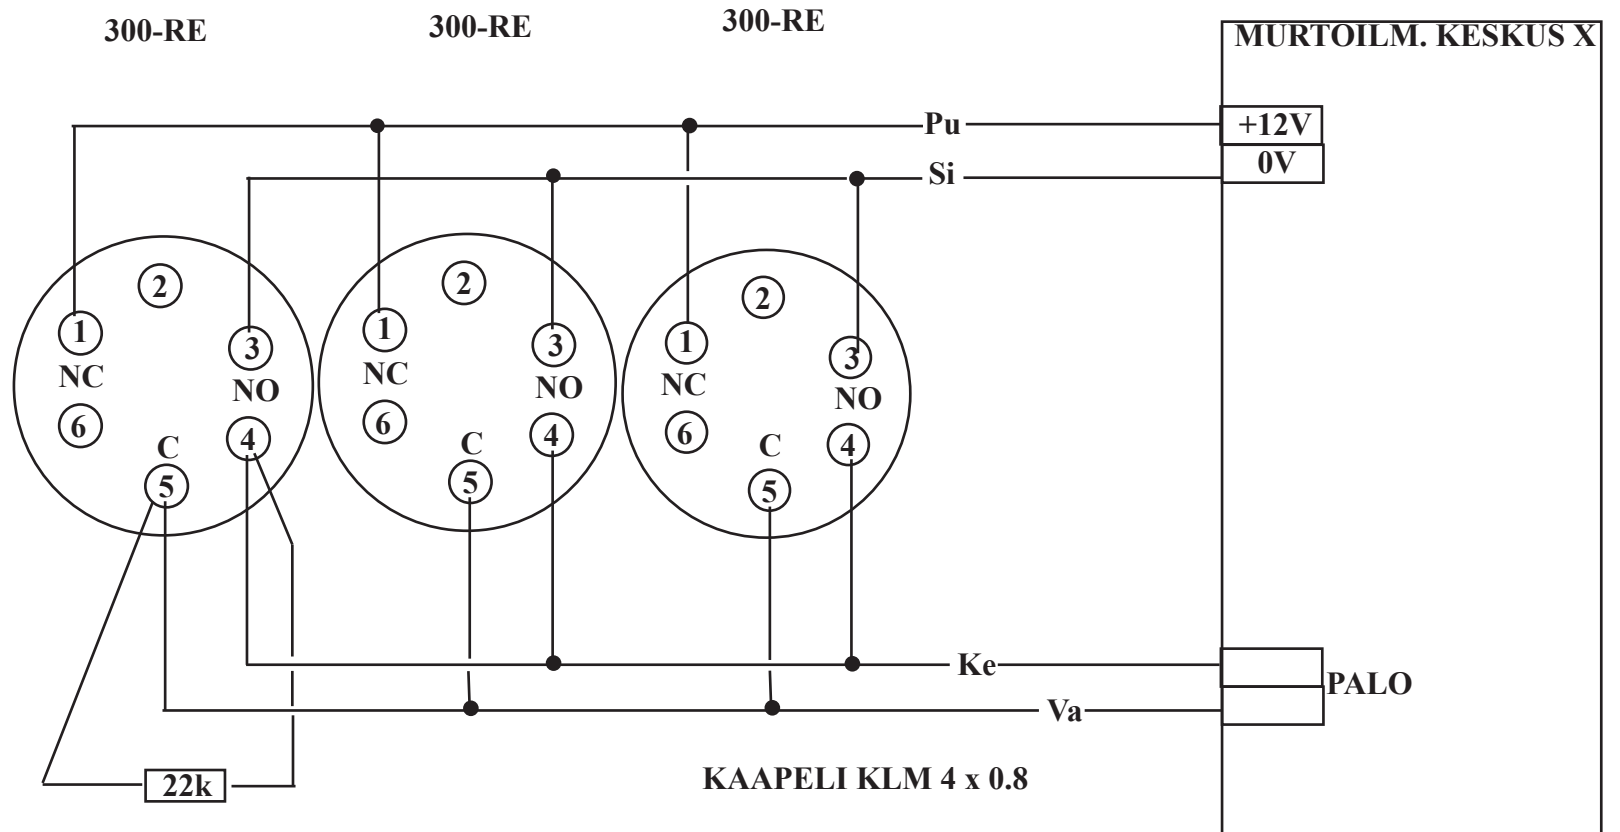 300-RE
300-RE
300-RE
MURTOILM. KESKUS X
Pu
+12V
Si
0V
2
1
3
NC
NO
6
4
C
5
2
1
3
NC
NO
6
4
C
5
2
1
3
NC
NO
6
4
C
5
Ke
PALO
Va
22k
KAAPELI KLM 4 x 0.8